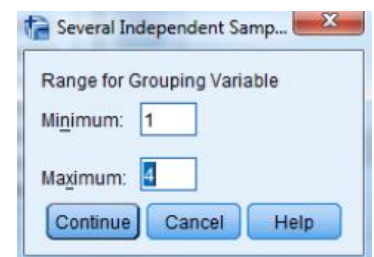 Several Independent Samp...
Range for Grouping Variable
Minimum: 1
Maximum: 4
Continue Cancel Help